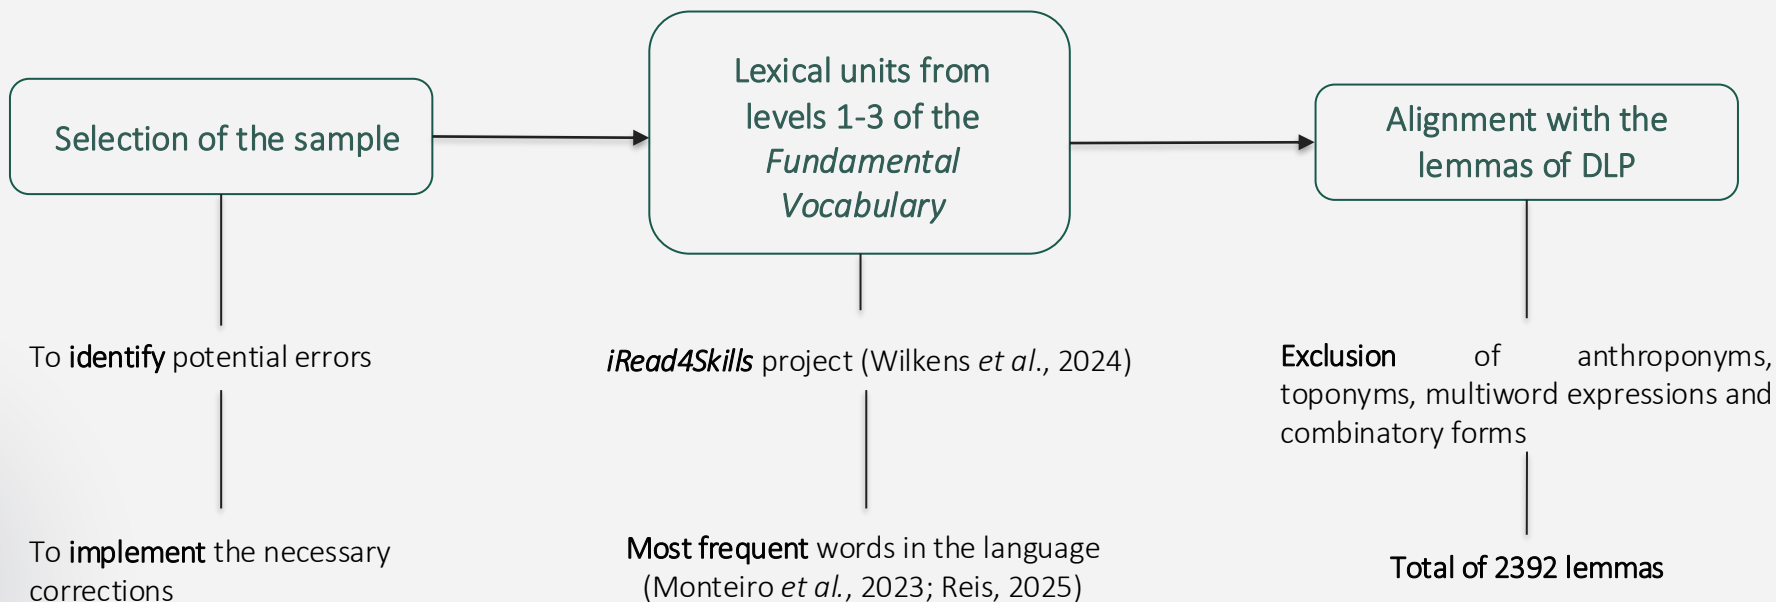 Selection of the sample
Lexical units from
levels 1-3 of the
Fundamental
Vocabulary
Alignment with the
lemmas of DLP
To identify potential errors
To implement the necessary
corrections
iRead4Skills project (Wilkens et al., 2024)
Most frequent words in the language
(Monteiro et al., 2023; Reis, 2025)
Exclusion of anthroponyms,
toponyms, multiword expressions and
combinatory forms
Total of 2392 lemmas